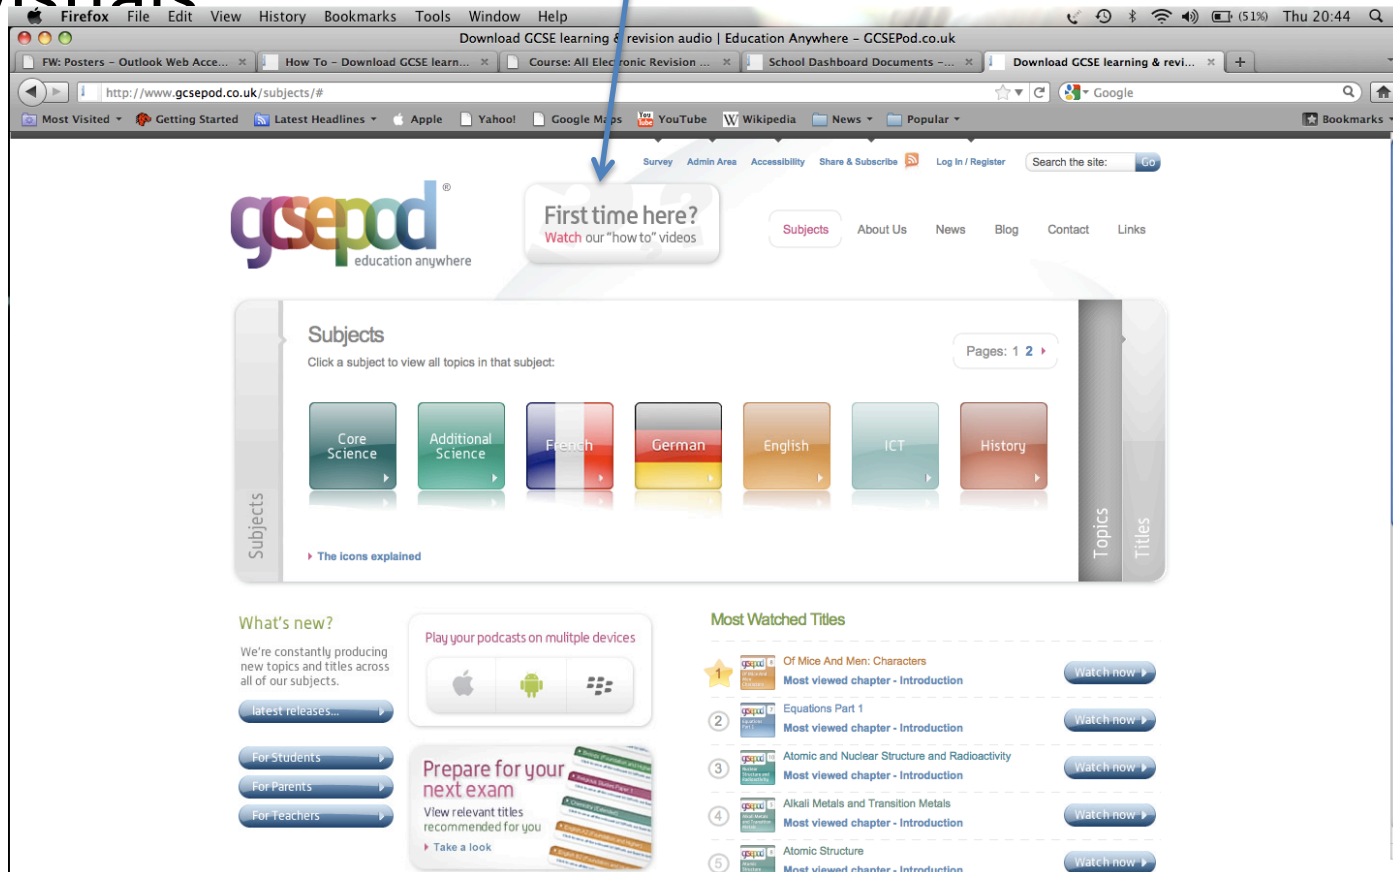 visuals
Firefox File Edit View History Bookmarks Tools Window Help (51%) Thu 20:44
Download GCSE learning & revision audio | Education Anywhere – GCSEPod.co.uk
FW: Posters – Outlook Web Acce... How To – Download GCSE learn... Course: All Electronic Revision ... School Dashboard Documents –... Download GCSE learning & revi...
http://www.gcsepod.co.uk/subjects/# Google
Most Visited Getting Started Latest Headlines Apple Yahoo! Google Maps YouTube Wikipedia News Popular Bookmarks
Survey Admin Area Accessibility Share & Subscribe Log In / Register Search the site: Go
gcsepod®
education anywhere
First time here?
Watch our "how to" videos
Subjects About Us News Blog Contact Links
Subjects
Click a subject to view all topics in that subject:
Pages: 1 2
Core
Science
Additional
Science
French
German
English
ICT
History
Subjects
Topics
Titles
The icons explained
What's new?
We're constantly producing
new topics and titles across
all of our subjects.
latest releases...
For Students
For Parents
For Teachers
Play your podcasts on mulitple devices
Prepare for your
next exam
View relevant titles
recommended for you
Take a look
Most Watched Titles
1 Of Mice And Men: Characters
Most viewed chapter - Introduction
Watch now
2 Equations Part 1
Most viewed chapter - Introduction
Watch now
3 Atomic and Nuclear Structure and Radioactivity
Most viewed chapter - Introduction
Watch now
4 Alkali Metals and Transition Metals
Most viewed chapter - Introduction
Watch now
5 Atomic Structure
Most viewed chapter - Introduction
Watch now